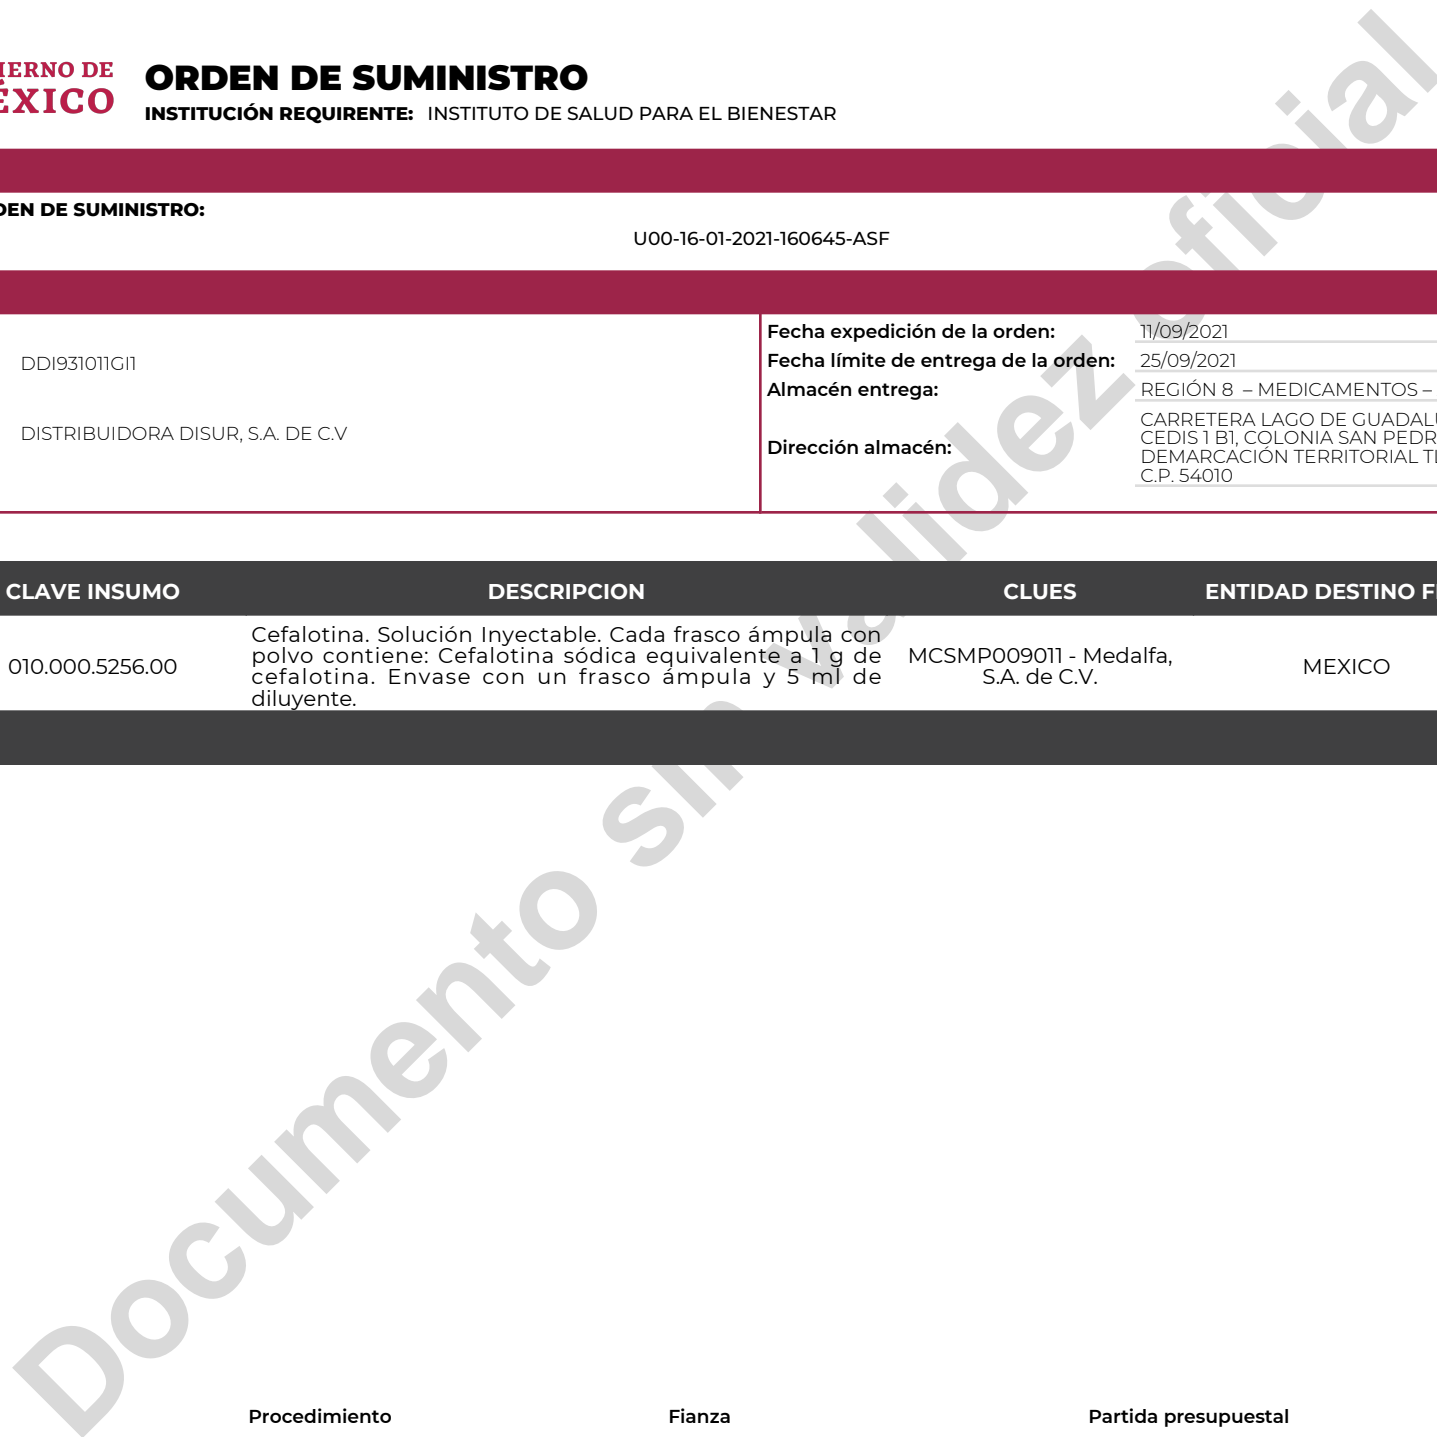 IERNO DE
ÉXICO
ORDEN DE SUMINISTRO
INSTITUCIÓN REQUIRENTE: INSTITUTO DE SALUD PARA EL BIENESTAR
DEN DE SUMINISTRO:
U00-16-01-2021-160645-ASF
DDI931011GI1
DISTRIBUIDORA DISUR, S.A. DE C.V
Fecha expedición de la orden: 11/09/2021
Fecha límite de entrega de la orden: 25/09/2021
Almacén entrega: REGIÓN 8 – MEDICAMENTOS –
Dirección almacén:
CARRETERA LAGO DE GUADAL
CEDIS 1 B1, COLONIA SAN PEDR
DEMARCACIÓN TERRITORIAL
C.P. 54010
CLAVE INSUMO DESCRIPCION CLUES ENTIDAD DESTINO
010.000.5256.00
Cefalotina. Solución Inyectable. Cada frasco ámpula con
polvo contiene: Cefalotina sódica equivalente a 1 g de
cefalotina. Envase con un frasco ámpula y 5 ml de
diluyente.
MCSMP009011 - Medalfa,
S.A. de C.V.
MEXICO
Documento sin validez oficial
Procedimiento Fianza Partida presupuestal